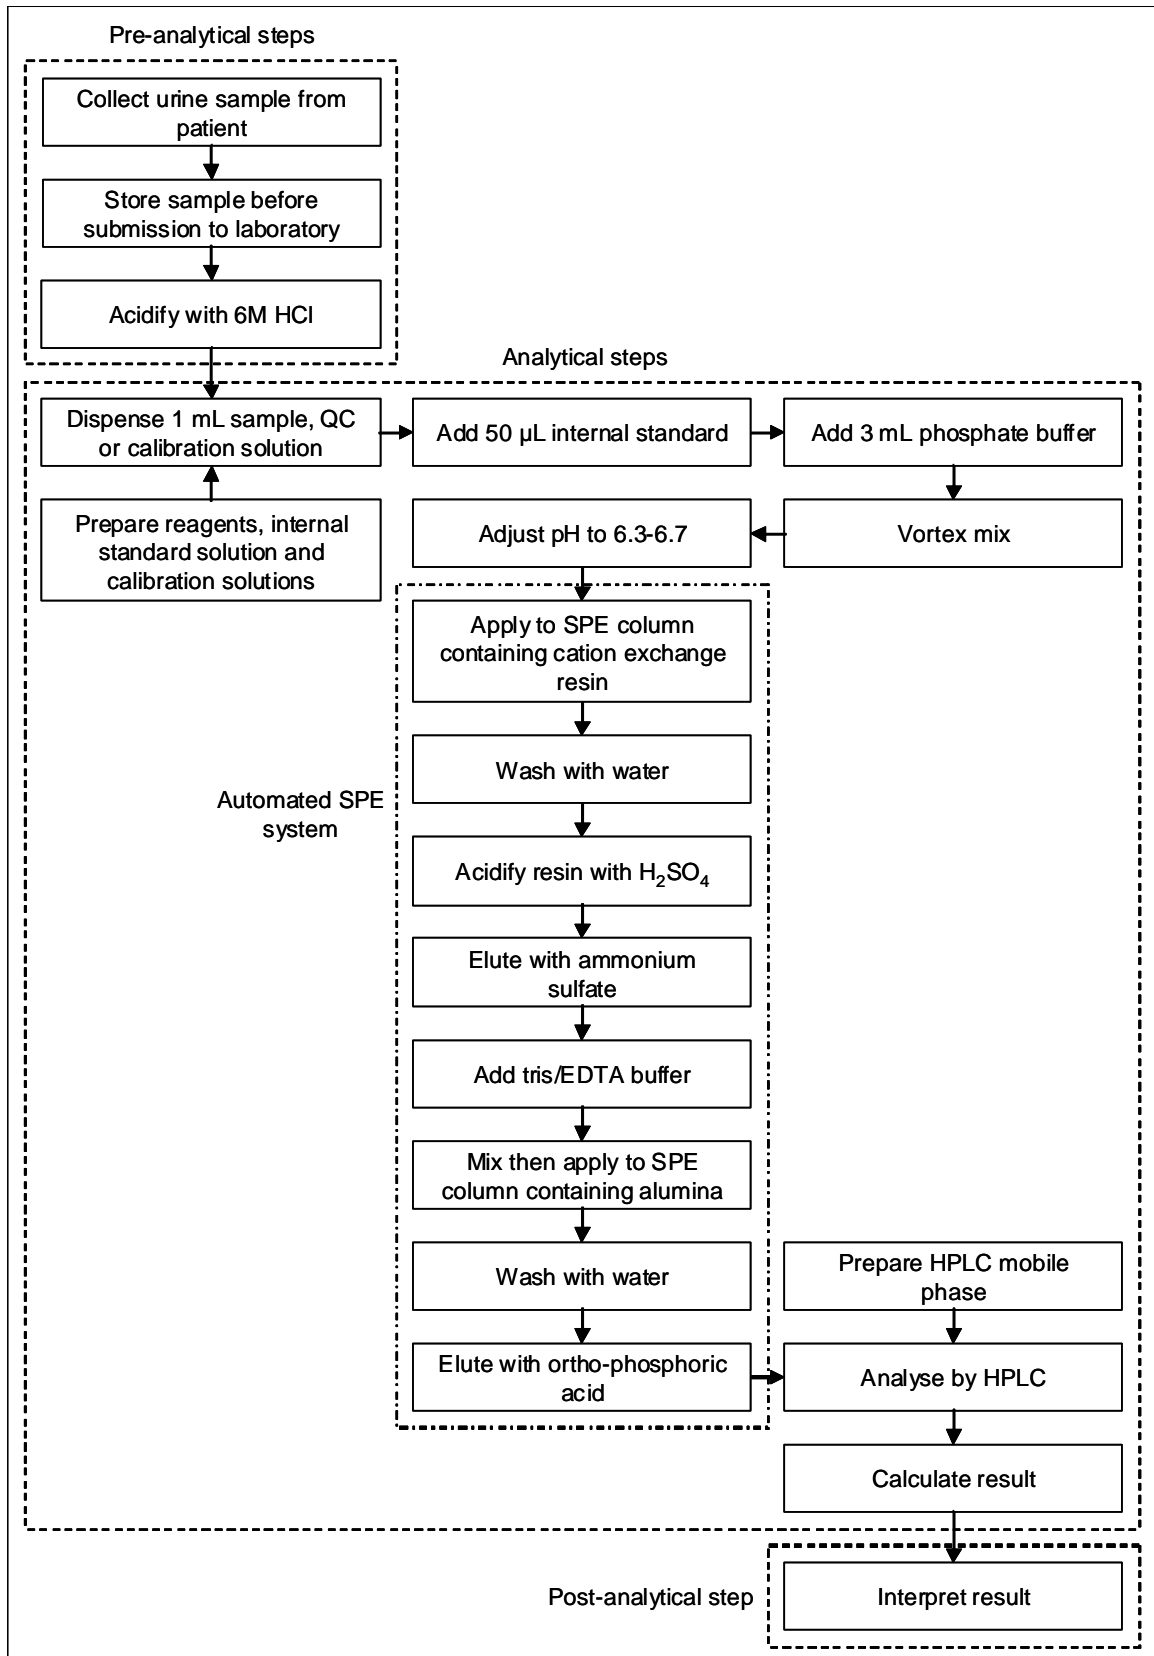 Pre-analytical steps
Collect urine sample from
patient
Store sample before
submission to laboratory
Acidify with 6M HCl
Analytical steps
Dispense 1 mL sample, QC
or calibration solution
Add 50 µL internal standard
Add 3 mL phosphate buffer
Prepare reagents, internal
standard solution and
calibration solutions
Adjust pH to 6.3-6.7
Vortex mix
Apply to SPE column
containing cation exchange
resin
Wash with water
Automated SPE
system
Acidify resin with H₂SO₄
Elute with ammonium
sulfate
Add tris/EDTA buffer
Mix then apply to SPE
column containing alumina
Wash with water
Prepare HPLC mobile
phase
Elute with ortho-phosphoric
acid
Analyse by HPLC
Calculate result
Post-analytical step
Interpret result